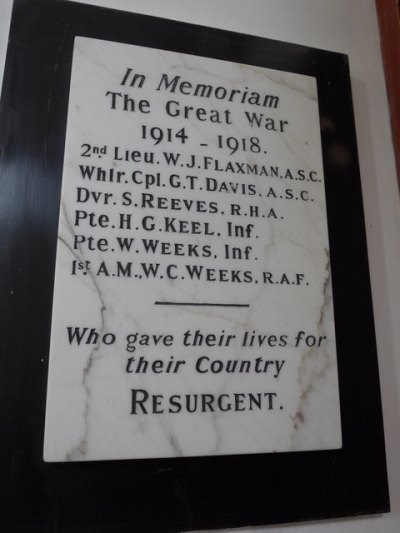 In Memoriam
The Great War
1914 - 1918.
2nd Lieu. W. J. FLAXMAN, A.S.C.
Whlr. Cpl. G. T. DAVIS, A.S.C.
Dvr. S. REEVES, R.H.A.
Pte. H. G. KEEL, Inf.
Pte. W. WEEKS, Inf.
1st A.M., W. C. WEEKS, R.A.F.
Who gave their lives for
their Country
RESURGENT.